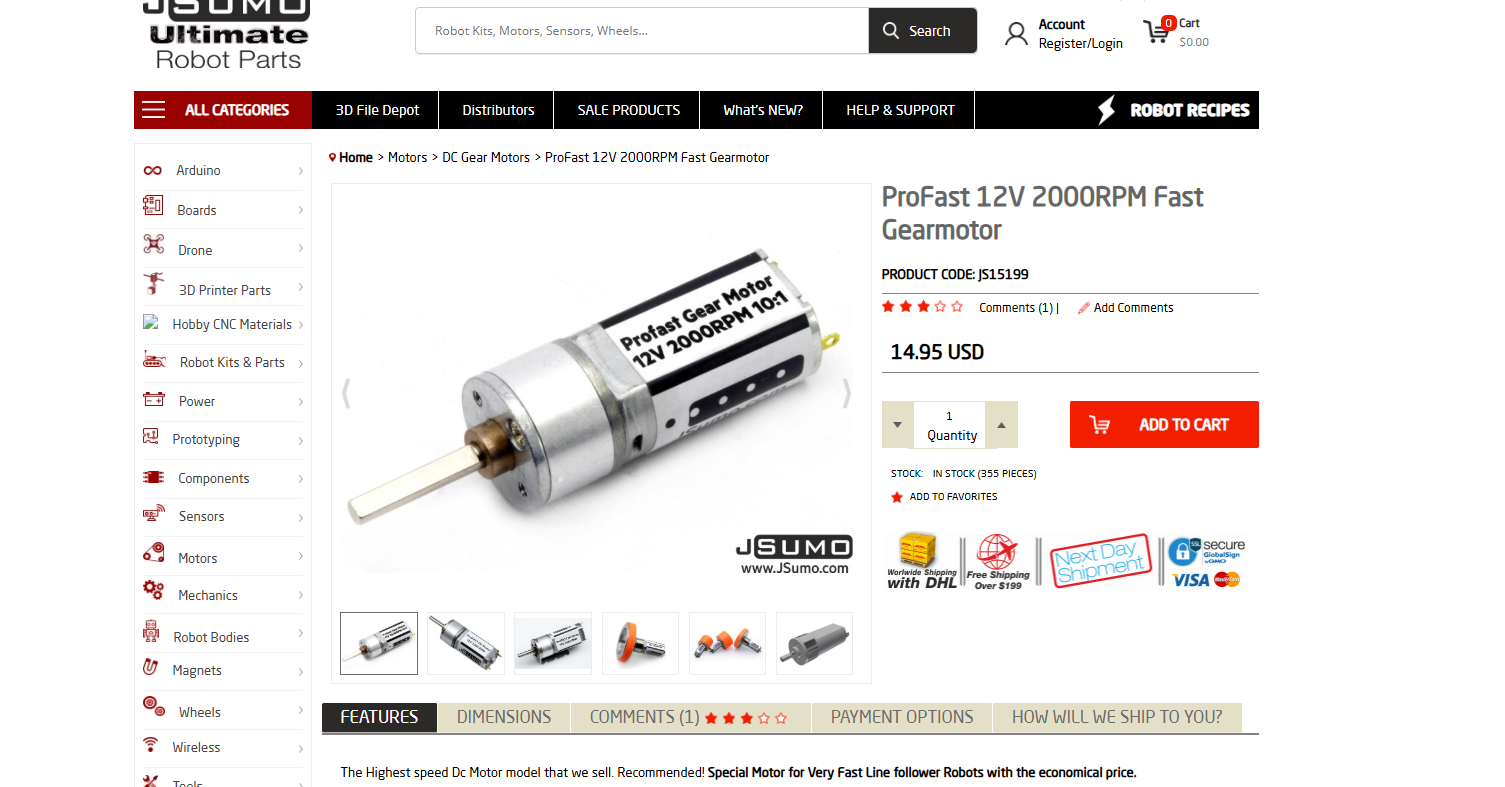 JSUMO
Ultimate
Robot Parts
Robot Kits, Motors, Sensors, Wheels...
Search
Account
Register/Login
0
Cart
$0.00
ALL CATEGORIES
3D File Depot
Distributors
SALE PRODUCTS
What's NEW?
HELP & SUPPORT
ROBOT RECIPES
Arduino
Boards
Drone
3D Printer Parts
Hobby CNC Materials
Robot Kits & Parts
Power
Prototyping
Components
Sensors
Motors
Mechanics
Robot Bodies
Magnets
Wheels
Wireless
Tools
Home > Motors > DC Gear Motors > ProFast 12V 2000RPM Fast Gearmotor
Profast Gear Motor
12V 2000RPM 10:1
JSumo.com
JSUMO
www.JSumo.com
ProFast 12V 2000RPM Fast
Gearmotor
PRODUCT CODE: JS15199
Comments (1) |
Add Comments
14.95 USD
1
Quantity
ADD TO CART
STOCK: IN STOCK (355 PIECES)
ADD TO FAVORITES
Worlwide Shipping
with DHL
Free Shipping
Over $199
Next Day
Shipment
SSL
secure
GlobalSign
by GMO
VISA
MasterCard
FEATURES
DIMENSIONS
COMMENTS (1)
PAYMENT OPTIONS
HOW WILL WE SHIP TO YOU?
The Highest speed Dc Motor model that we sell. Recommended! Special Motor for Very Fast Line follower Robots with the economical price.